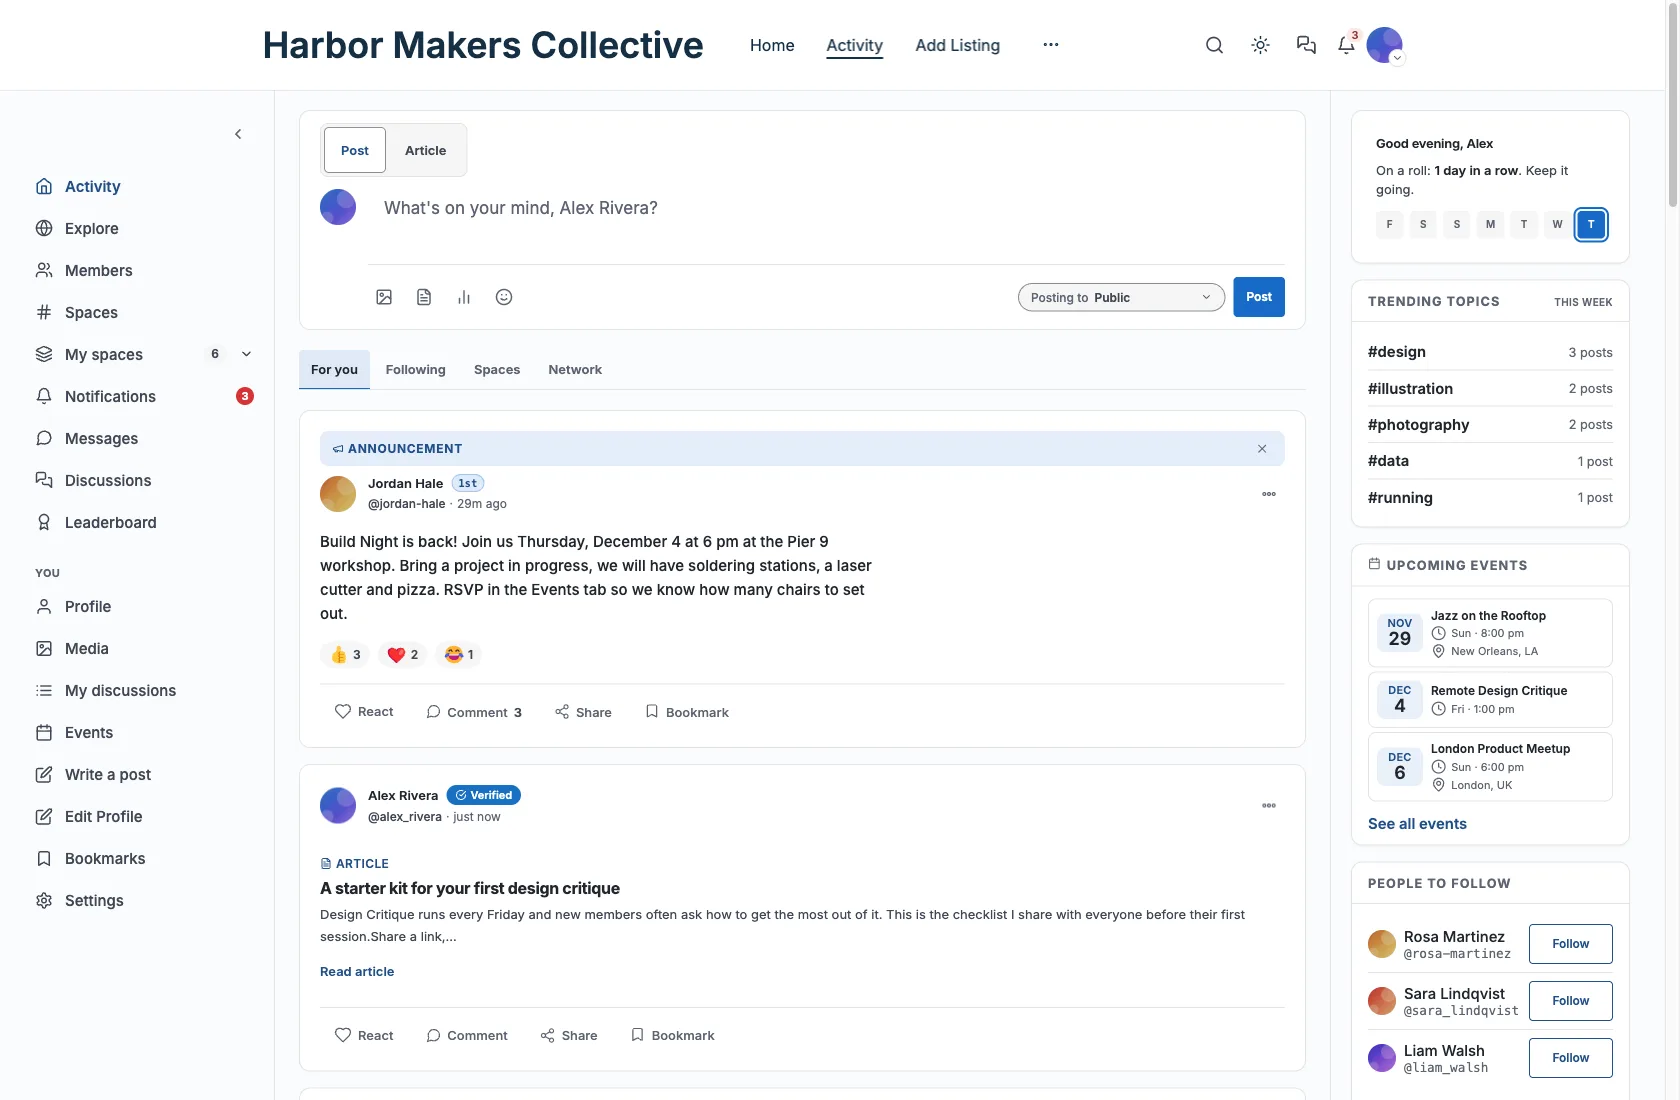 Harbor Makers Collective
Home
Activity
Add Listing
3
Activity
Explore
Members
Spaces
My spaces 6
Notifications 3
Messages
Discussions
Leaderboard
YOU
Profile
Media
My discussions
Events
Write a post
Edit Profile
Bookmarks
Settings
Post
Article
What's on your mind, Alex Rivera?
Posting to Public
Post
For you
Following
Spaces
Network
ANNOUNCEMENT
Jordan Hale 1st
@jordan-hale · 29m ago
Build Night is back! Join us Thursday, December 4 at 6 pm at the Pier 9
workshop. Bring a project in progress, we will have soldering stations, a laser
cutter and pizza. RSVP in the Events tab so we know how many chairs to set
out.
👍 3 ❤️ 2 😂 1
React
Comment 3
Share
Bookmark
Alex Rivera Verified
@alex_rivera · just now
ARTICLE
A starter kit for your first design critique
Design Critique runs every Friday and new members often ask how to get the most out of it. This is the checklist I share with everyone before their first
session.Share a link,...
Read article
React
Comment
Share
Bookmark
Good evening, Alex
On a roll: 1 day in a row. Keep it
going.
F S S M T W T
TRENDING TOPICS THIS WEEK
#design 3 posts
#illustration 2 posts
#photography 2 posts
#data 1 post
#running 1 post
UPCOMING EVENTS
NOV
29
Jazz on the Rooftop
Sun · 8:00 pm
New Orleans, LA
DEC
4
Remote Design Critique
Fri · 1:00 pm
DEC
6
London Product Meetup
Sun · 6:00 pm
London, UK
See all events
PEOPLE TO FOLLOW
Rosa Martinez
@rosa-martinez
Follow
Sara Lindqvist
@sara_lindqvist
Follow
Liam Walsh
@liam_walsh
Follow